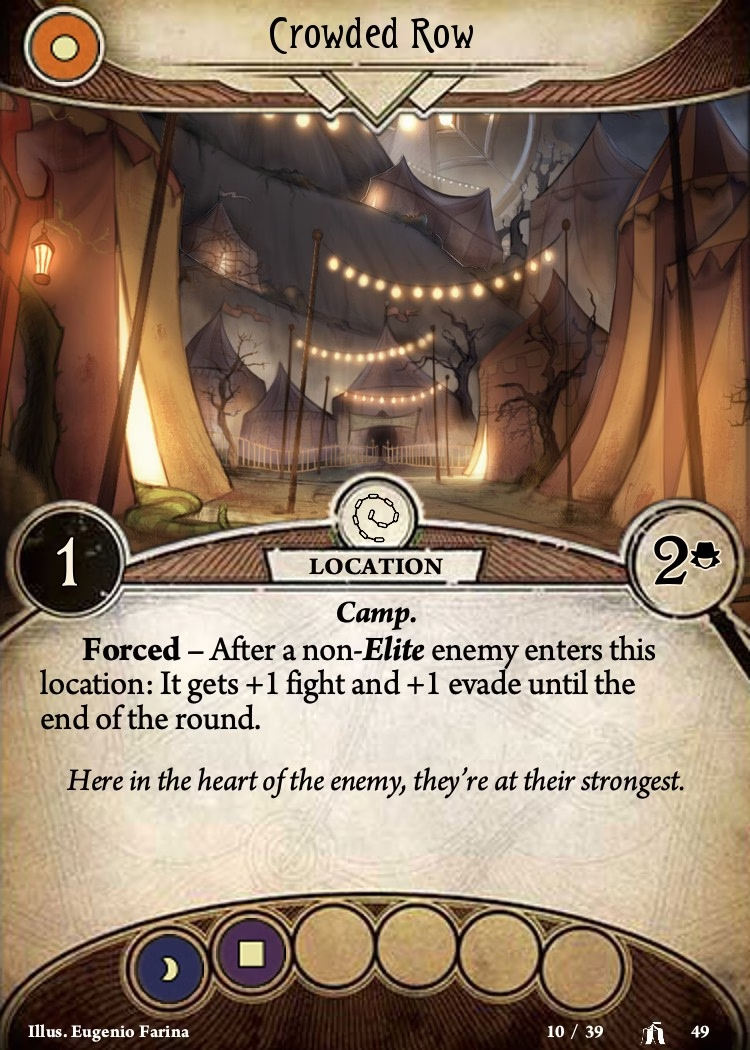 Crowded Row
1
2
LOCATION
Camp.
Forced – After a non-Elite enemy enters this
location: It gets +1 fight and +1 evade until the
end of the round.
Here in the heart of the enemy, they're at their strongest.
Illus. Eugenio Farina
10 / 39
49